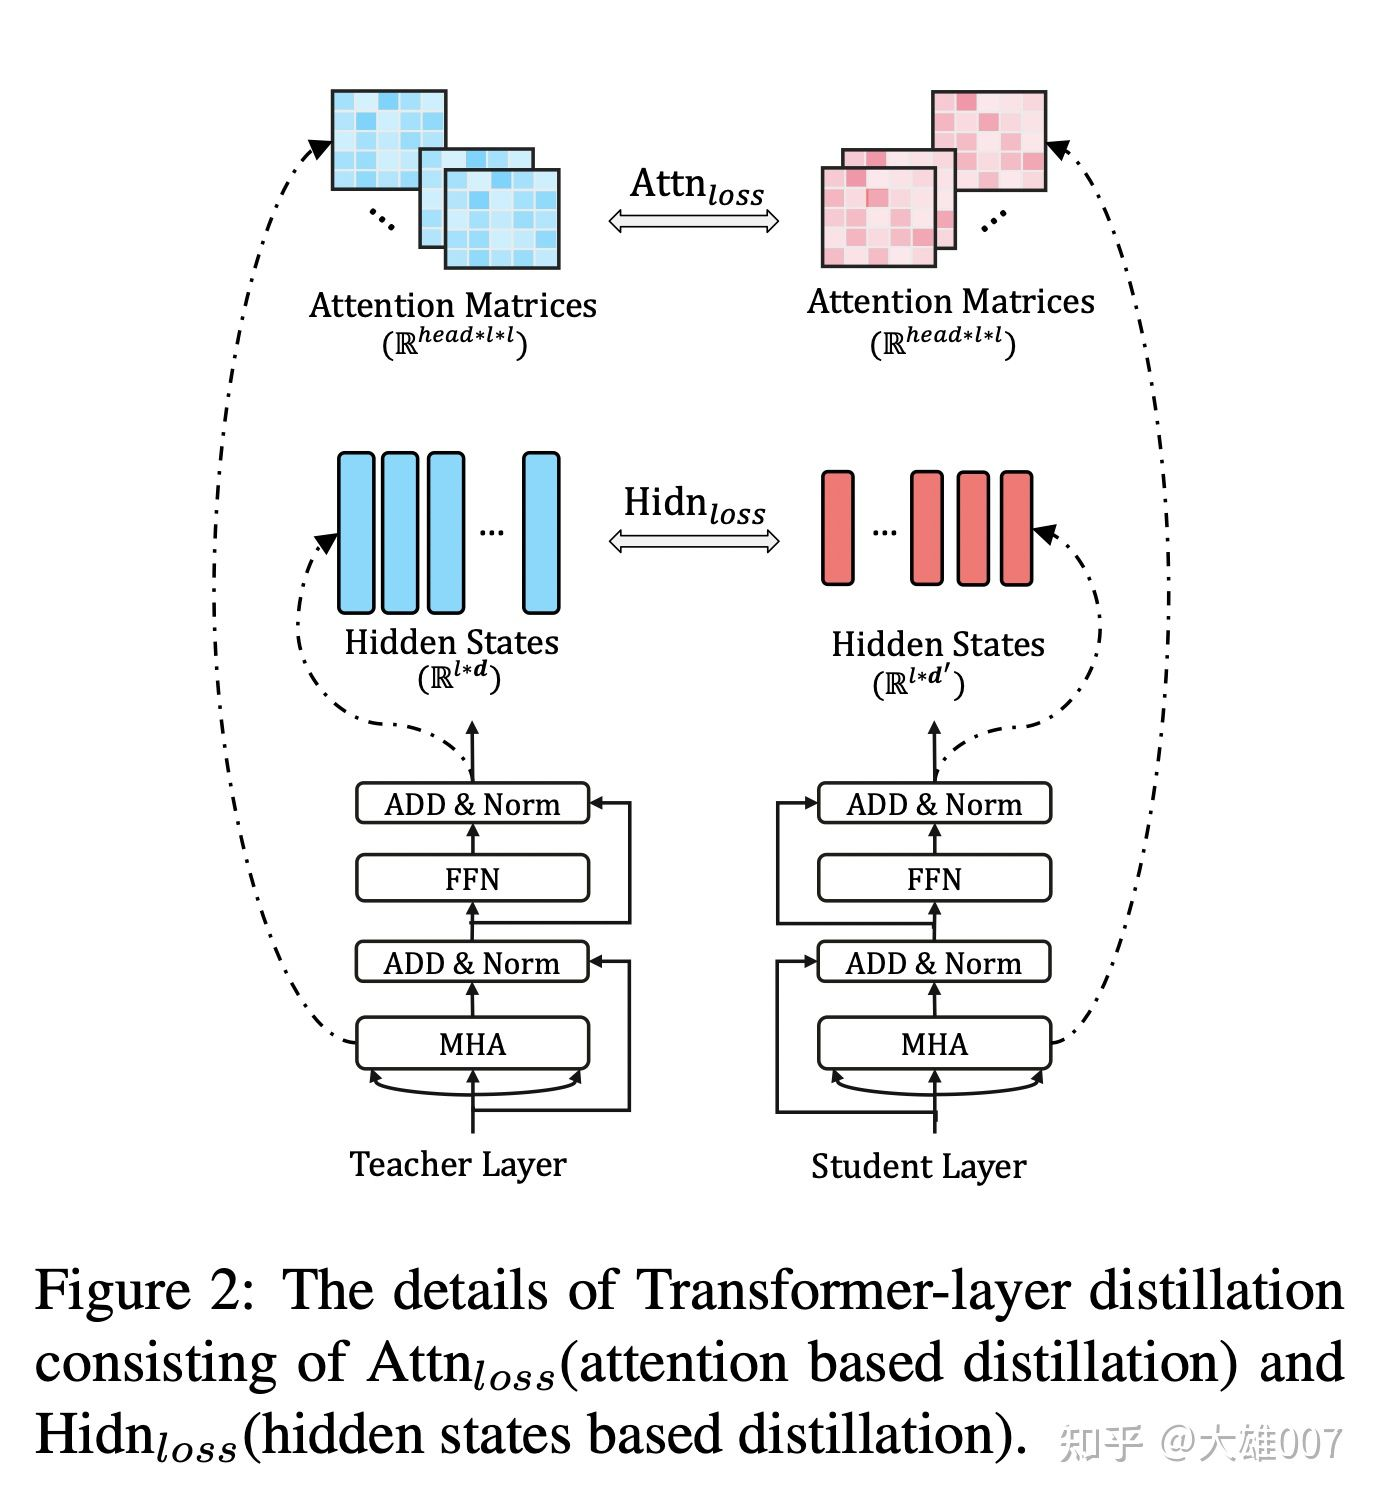 Attn_loss
Attention Matrices
(ℝ^{head*l*l})
Attention Matrices
(ℝ^{head*l*l})
Hidn_loss
...
...
Hidden States
(ℝ^{l*d})
Hidden States
(ℝ^{l*d'})
ADD & Norm
FFN
ADD & Norm
MHA
Teacher Layer
ADD & Norm
FFN
ADD & Norm
MHA
Student Layer
Figure 2: The details of Transformer-layer distillation
consisting of Attn_loss(attention based distillation) and
Hidn_loss(hidden states based distillation).
知乎 @大雄007